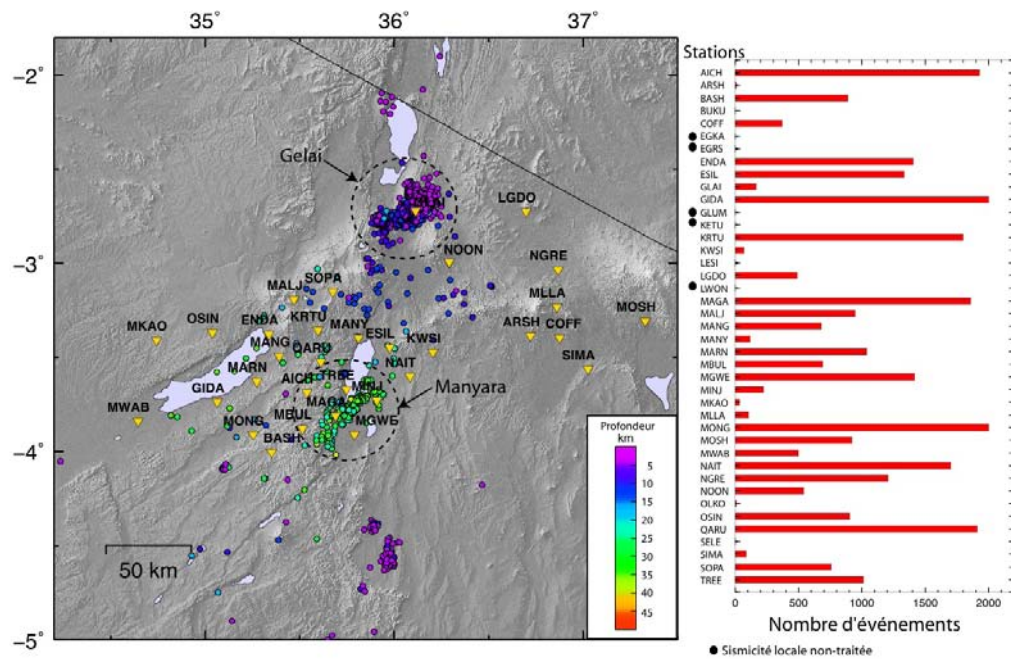 35°
36°
37°
−2°
−3°
−4°
−5°
Gelai
LGDO
NOON
NGRE
SOPA
MALJ
MLLA
MOSH
OSIN
ENDA
KRTU
MANY
ARSH
COFF
MKAO
ESIL
KWSI
MANG
QARU
SIMA
MARN
NAIT
GIDA
AICH
TREE
MINJ
Manyara
MWAB
MAGA
MONG
MBUL
MGWE
BASH
50 km
Profondeur
km
5
10
15
20
25
30
35
40
45
Stations
AICH
ARSH
BASH
BUKU
COFF
EGKA
EGRS
ENDA
ESIL
GLAI
GIDA
GLUM
KETU
KRTU
KWSI
LESI
LGDO
LWON
MAGA
MALJ
MANG
MANY
MARN
MBUL
MGWE
MINJ
MKAO
MLLA
MONG
MOSH
MWAB
NAIT
NGRE
NOON
OLKO
OSIN
QARU
SELE
SIMA
SOPA
TREE
0 500 1000 1500 2000
0 500 1000 1500 2000
Nombre d'événements
Sismicité locale non-traitée